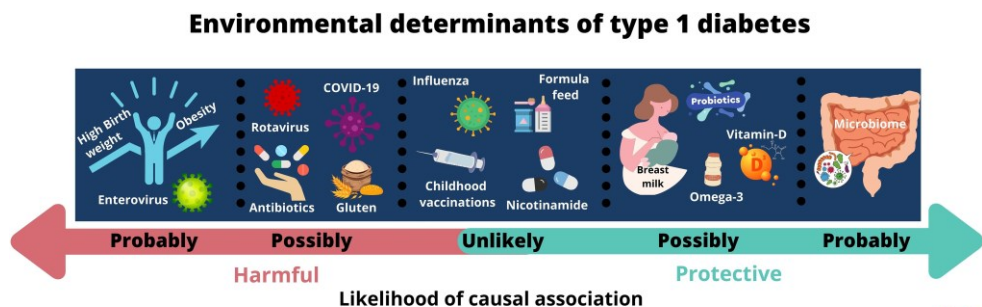 Environmental determinants of type 1 diabetes
High Birth
weight
Obesity
Enterovirus
Rotavirus
COVID-19
Antibiotics
Gluten
Influenza
Formula
feed
Childhood
vaccinations
Nicotinamide
Probiotics
Vitamin-D
D
Breast
milk
Omega-3
Microbiome
Probably
Possibly
Unlikely
Possibly
Probably
Harmful
Protective
Likelihood of causal association